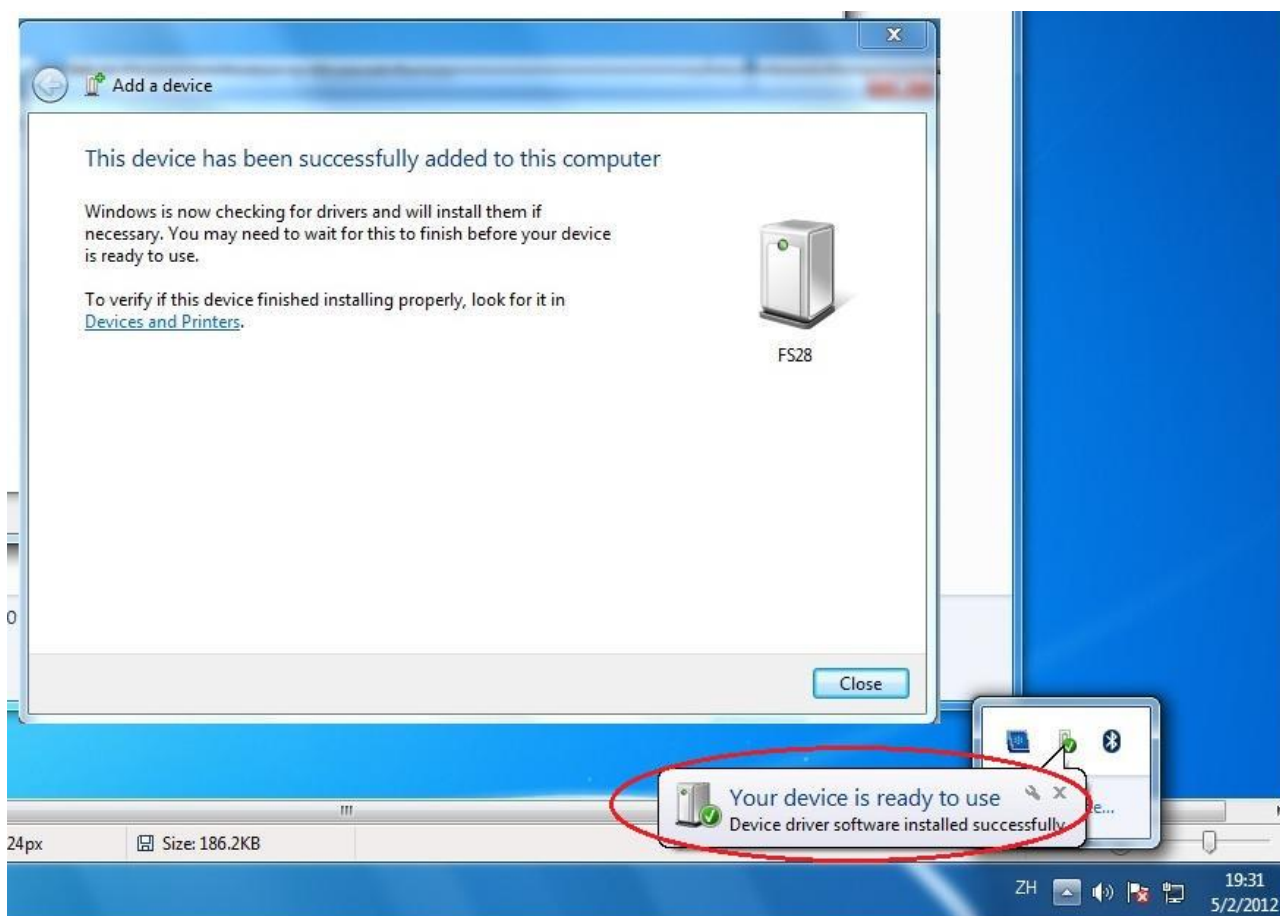 Add a device
This device has been successfully added to this computer
Windows is now checking for drivers and will install them if
necessary. You may need to wait for this to finish before your device
is ready to use.
To verify if this device finished installing properly, look for it in
Devices and Printers.
FS28
Close
Your device is ready to use
Device driver software installed successfully
24px
Size: 186.2KB
ZH
19:31
5/2/2012